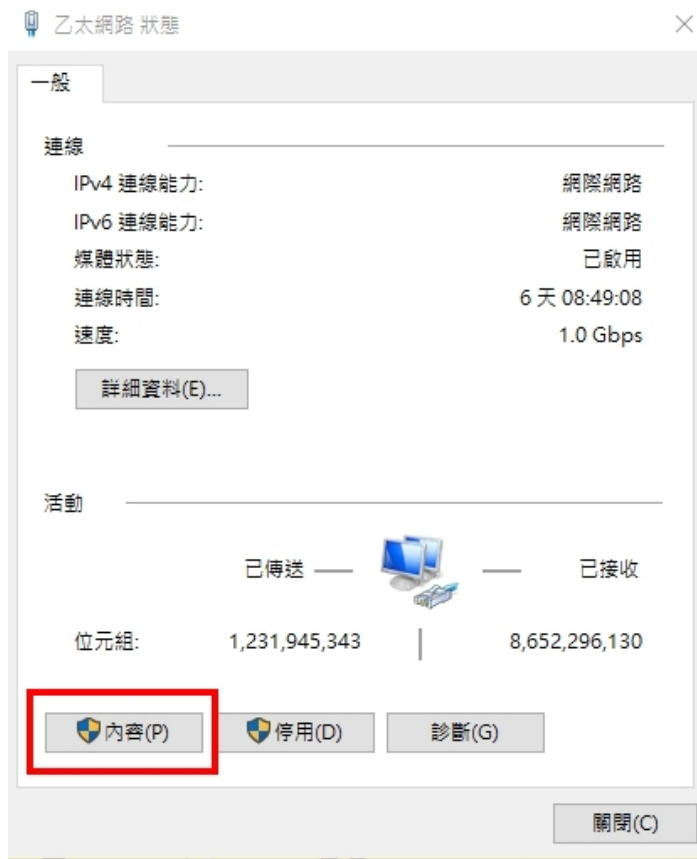 乙太網路 狀態
一般
連線
IPv4 連線能力: 網際網路
IPv6 連線能力: 網際網路
媒體狀態: 已啟用
連線時間: 6 天 08:49:08
速度: 1.0 Gbps
詳細資料(E)...
活動
已傳送 已接收
位元組: 1,231,945,343 8,652,296,130
內容(P) 停用(D) 診斷(G)
關閉(C)